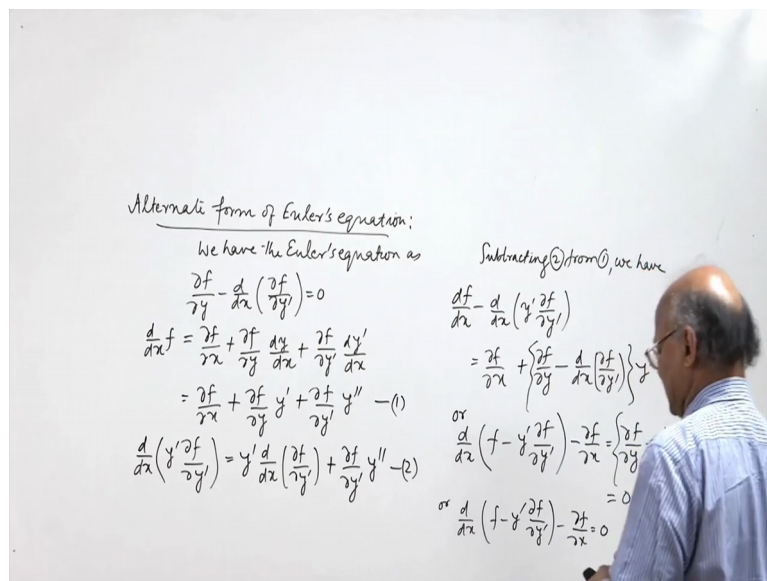 Alternate form of Euler's equation:
We have the Euler's equation as
∂f/∂y - d/dx (∂f/∂y') = 0
d/dx f = ∂f/∂x + ∂f/∂y dy/dx + ∂f/∂y' dy'/dx
= ∂f/∂x + ∂f/∂y y' + ∂f/∂y' y'' —(1)
d/dx (y' ∂f/∂y') = y' d/dx (∂f/∂y') + ∂f/∂y' y'' —(2)
Subtracting ② from ①, we have
df/dx - d/dx (y' ∂f/∂y')
= ∂f/∂x + {∂f/∂y - d/dx (∂f/∂y')} y
or
d/dx (f - y' ∂f/∂y') - ∂f/∂x = {∂f/∂y
= 0
or d/dx (f - y' ∂f/∂y') - ∂f/∂x = 0